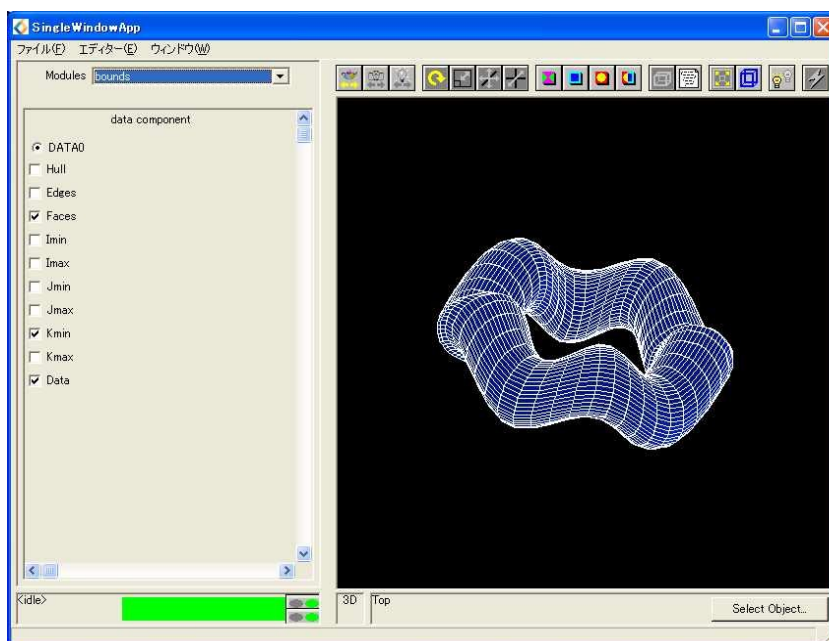 SingleWindowApp
ファイル(F) エディター(E) ウィンドウ(W)
Modules bounds
data component
DATA0
Hull
Edges
Faces
Imin
Imax
Jmin
Jmax
Kmin
Kmax
Data
<idle>
3D Top
Select Object...